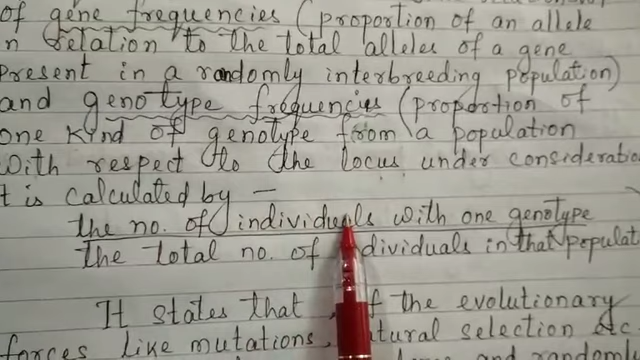 of gene frequencies (proportion of an allele
n relation to the total alleles of a gene
present in a randomly interbreeding population)
and genotype frequencies (proportion of
one kind of genotype from a population
with respect to the locus under consideratio
t is calculated by —
the no. of individuals with one genotype
The total no. of dividuals in that populat
It states that , f the evolutionary
forces like mutations, tural selection etc.
and randoml